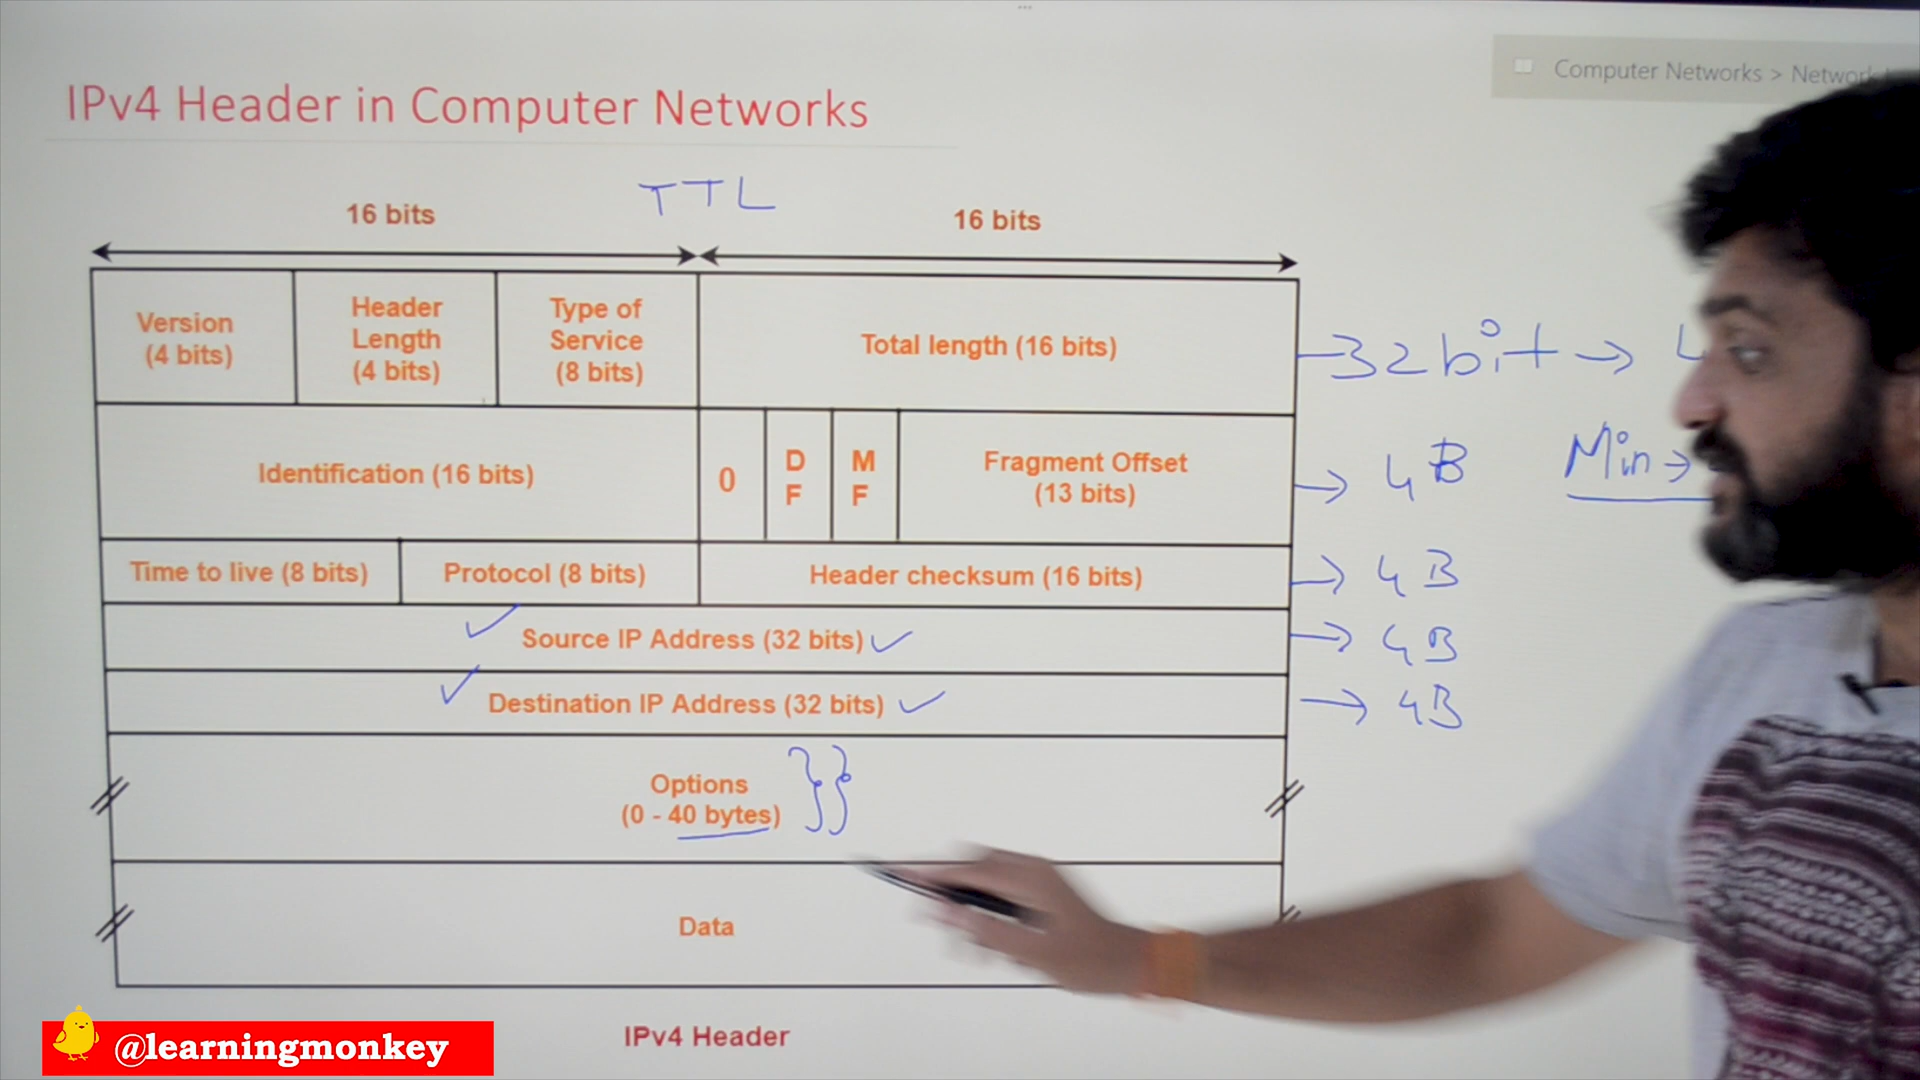 Computer Networks > Network
IPv4 Header in Computer Networks
TTL
16 bits
16 bits
Version
(4 bits)
Header
Length
(4 bits)
Type of
Service
(8 bits)
Total length (16 bits)
32bit → 4
Identification (16 bits)
0
D
F
M
F
Fragment Offset
(13 bits)
→ 4B
Min →
Time to live (8 bits)
Protocol (8 bits)
Header checksum (16 bits)
→ 4B
Source IP Address (32 bits)
→ 4B
Destination IP Address (32 bits)
→ 4B
Options
(0 - 40 bytes)
Data
IPv4 Header
@learningmonkey